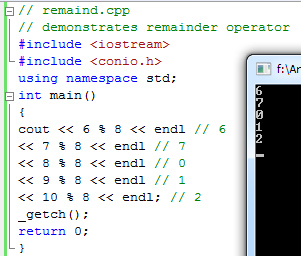 // remaind.cpp
// demonstrates remainder operator
#include <iostream>
#include <conio.h>
using namespace std;
int main()
{
cout << 6 % 8 << endl // 6
<< 7 % 8 << endl // 7
<< 8 % 8 << endl // 0
<< 9 % 8 << endl // 1
<< 10 % 8 << endl; // 2
_getch();
return 0;
}
f:\Ar
6
7
0
1
2